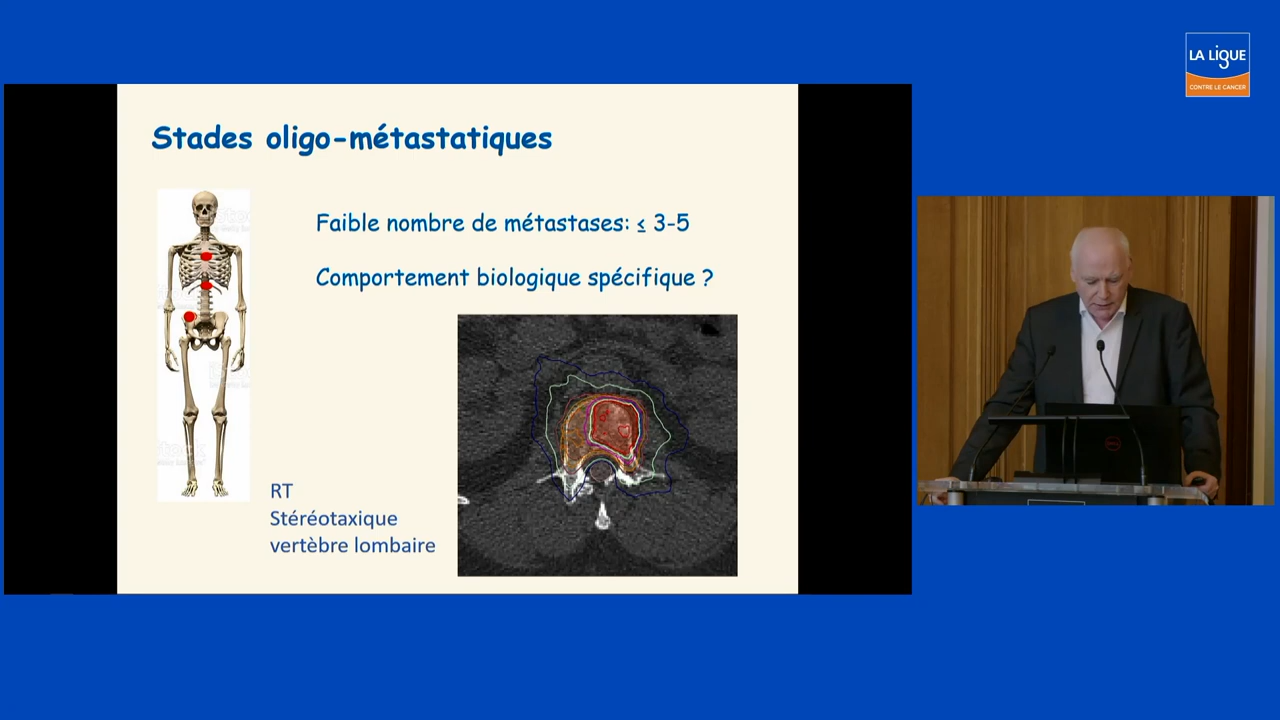 LA LIGUE
CONTRE LE CANCER
Stades oligo-métastatiques
Faible nombre de métastases: ≤ 3-5
Comportement biologique spécifique ?
RT
Stéréotaxique
vertèbre lombaire